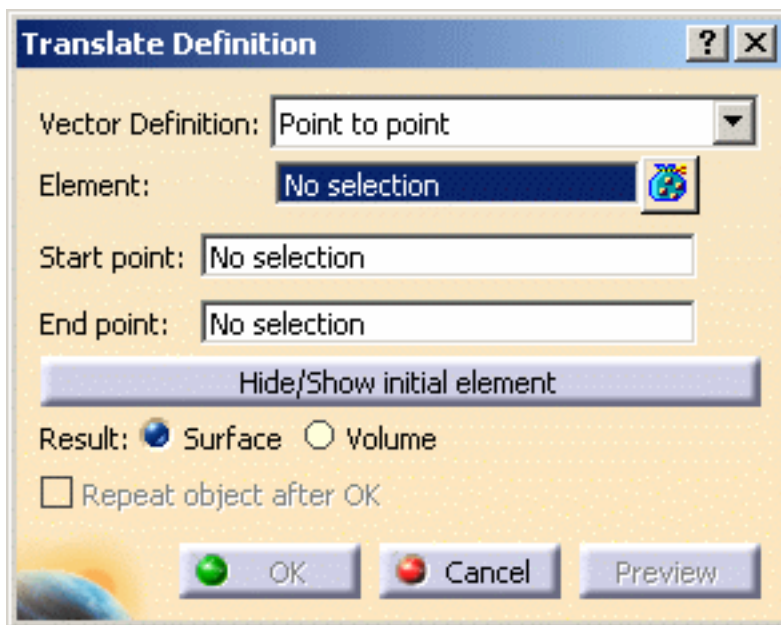 Translate Definition ? X
Vector Definition: Point to point
Element: No selection
Start point: No selection
End point: No selection
Hide/Show initial element
Result: Surface Volume
Repeat object after OK
OK Cancel Preview